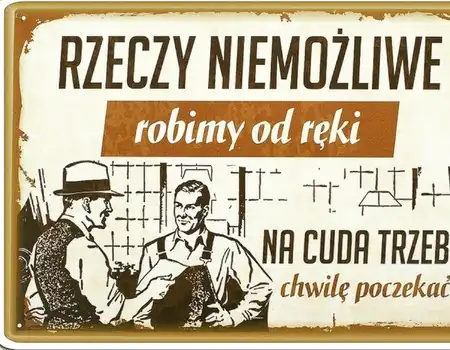 RZECZY NIEMOŻLIWE
robimy od ręki
NA CUDA TRZEB
chwilę poczekać